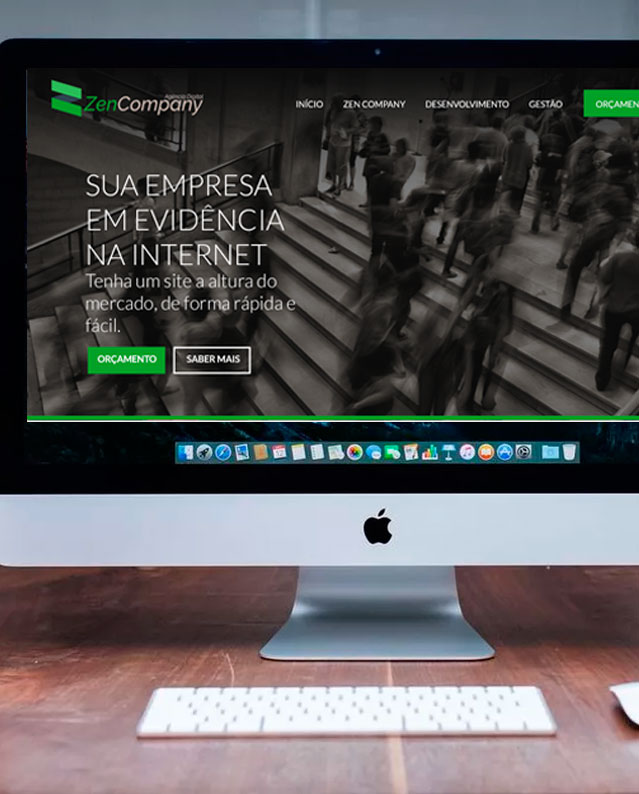 Agência Digital
ZenCompany
INÍCIO ZEN COMPANY DESENVOLVIMENTO GESTÃO ORÇAMEN
SUA EMPRESA
EM EVIDÊNCIA
NA INTERNET
Tenha um site a altura do
mercado, de forma rápida e
fácil.
ORÇAMENTO SABER MAIS